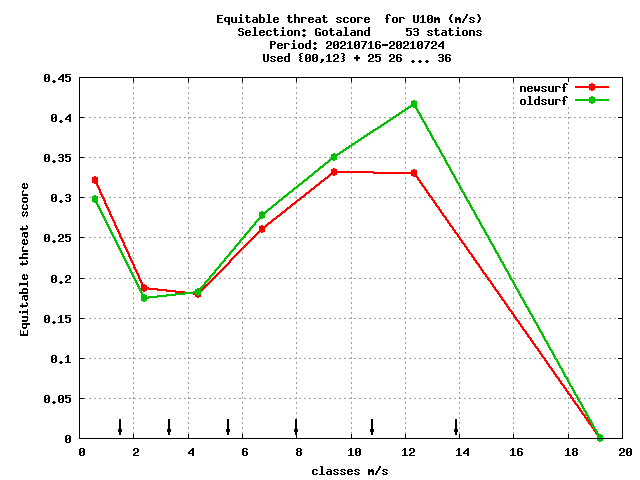 Equitable threat score  for U10m (m/s)
Selection: Gotaland     53 stations
Period: 20210716-20210724
Used {00,12} + 25 26 ... 36
newsurf
oldsurf
Equitable threat score
0.45
0.4
0.35
0.3
0.25
0.2
0.15
0.1
0.05
0
0 2 4 6 8 10 12 14 16 18 20
classes m/s